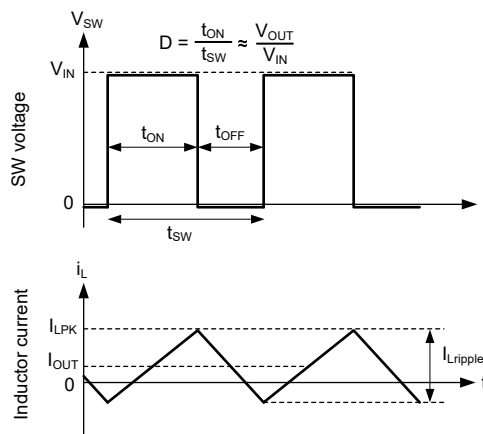 V_SW
D = t_ON / t_SW ≈ V_OUT / V_IN
V_IN
SW voltage
t_ON
t_OFF
0
t
t_SW
i_L
Inductor current
I_LPK
I_OUT
I_Lripple
0
t